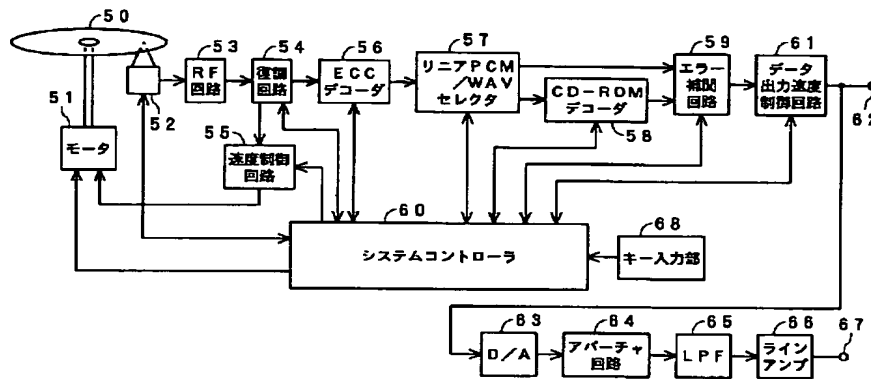 50
53
54
56
57
59
61
RF
回路
復調
回路
ECC
デコーダ
リニアPCM
/WAV
セレクタ
CD-ROM
デコーダ
58
エラー
補間
回路
データ
出力速度
制御回路
62
51
52
モータ
55
速度制御
回路
60
システムコントローラ
68
キー入力部
63
64
65
66
67
D/A
アパーチャ
回路
LPF
ライン
アンプ